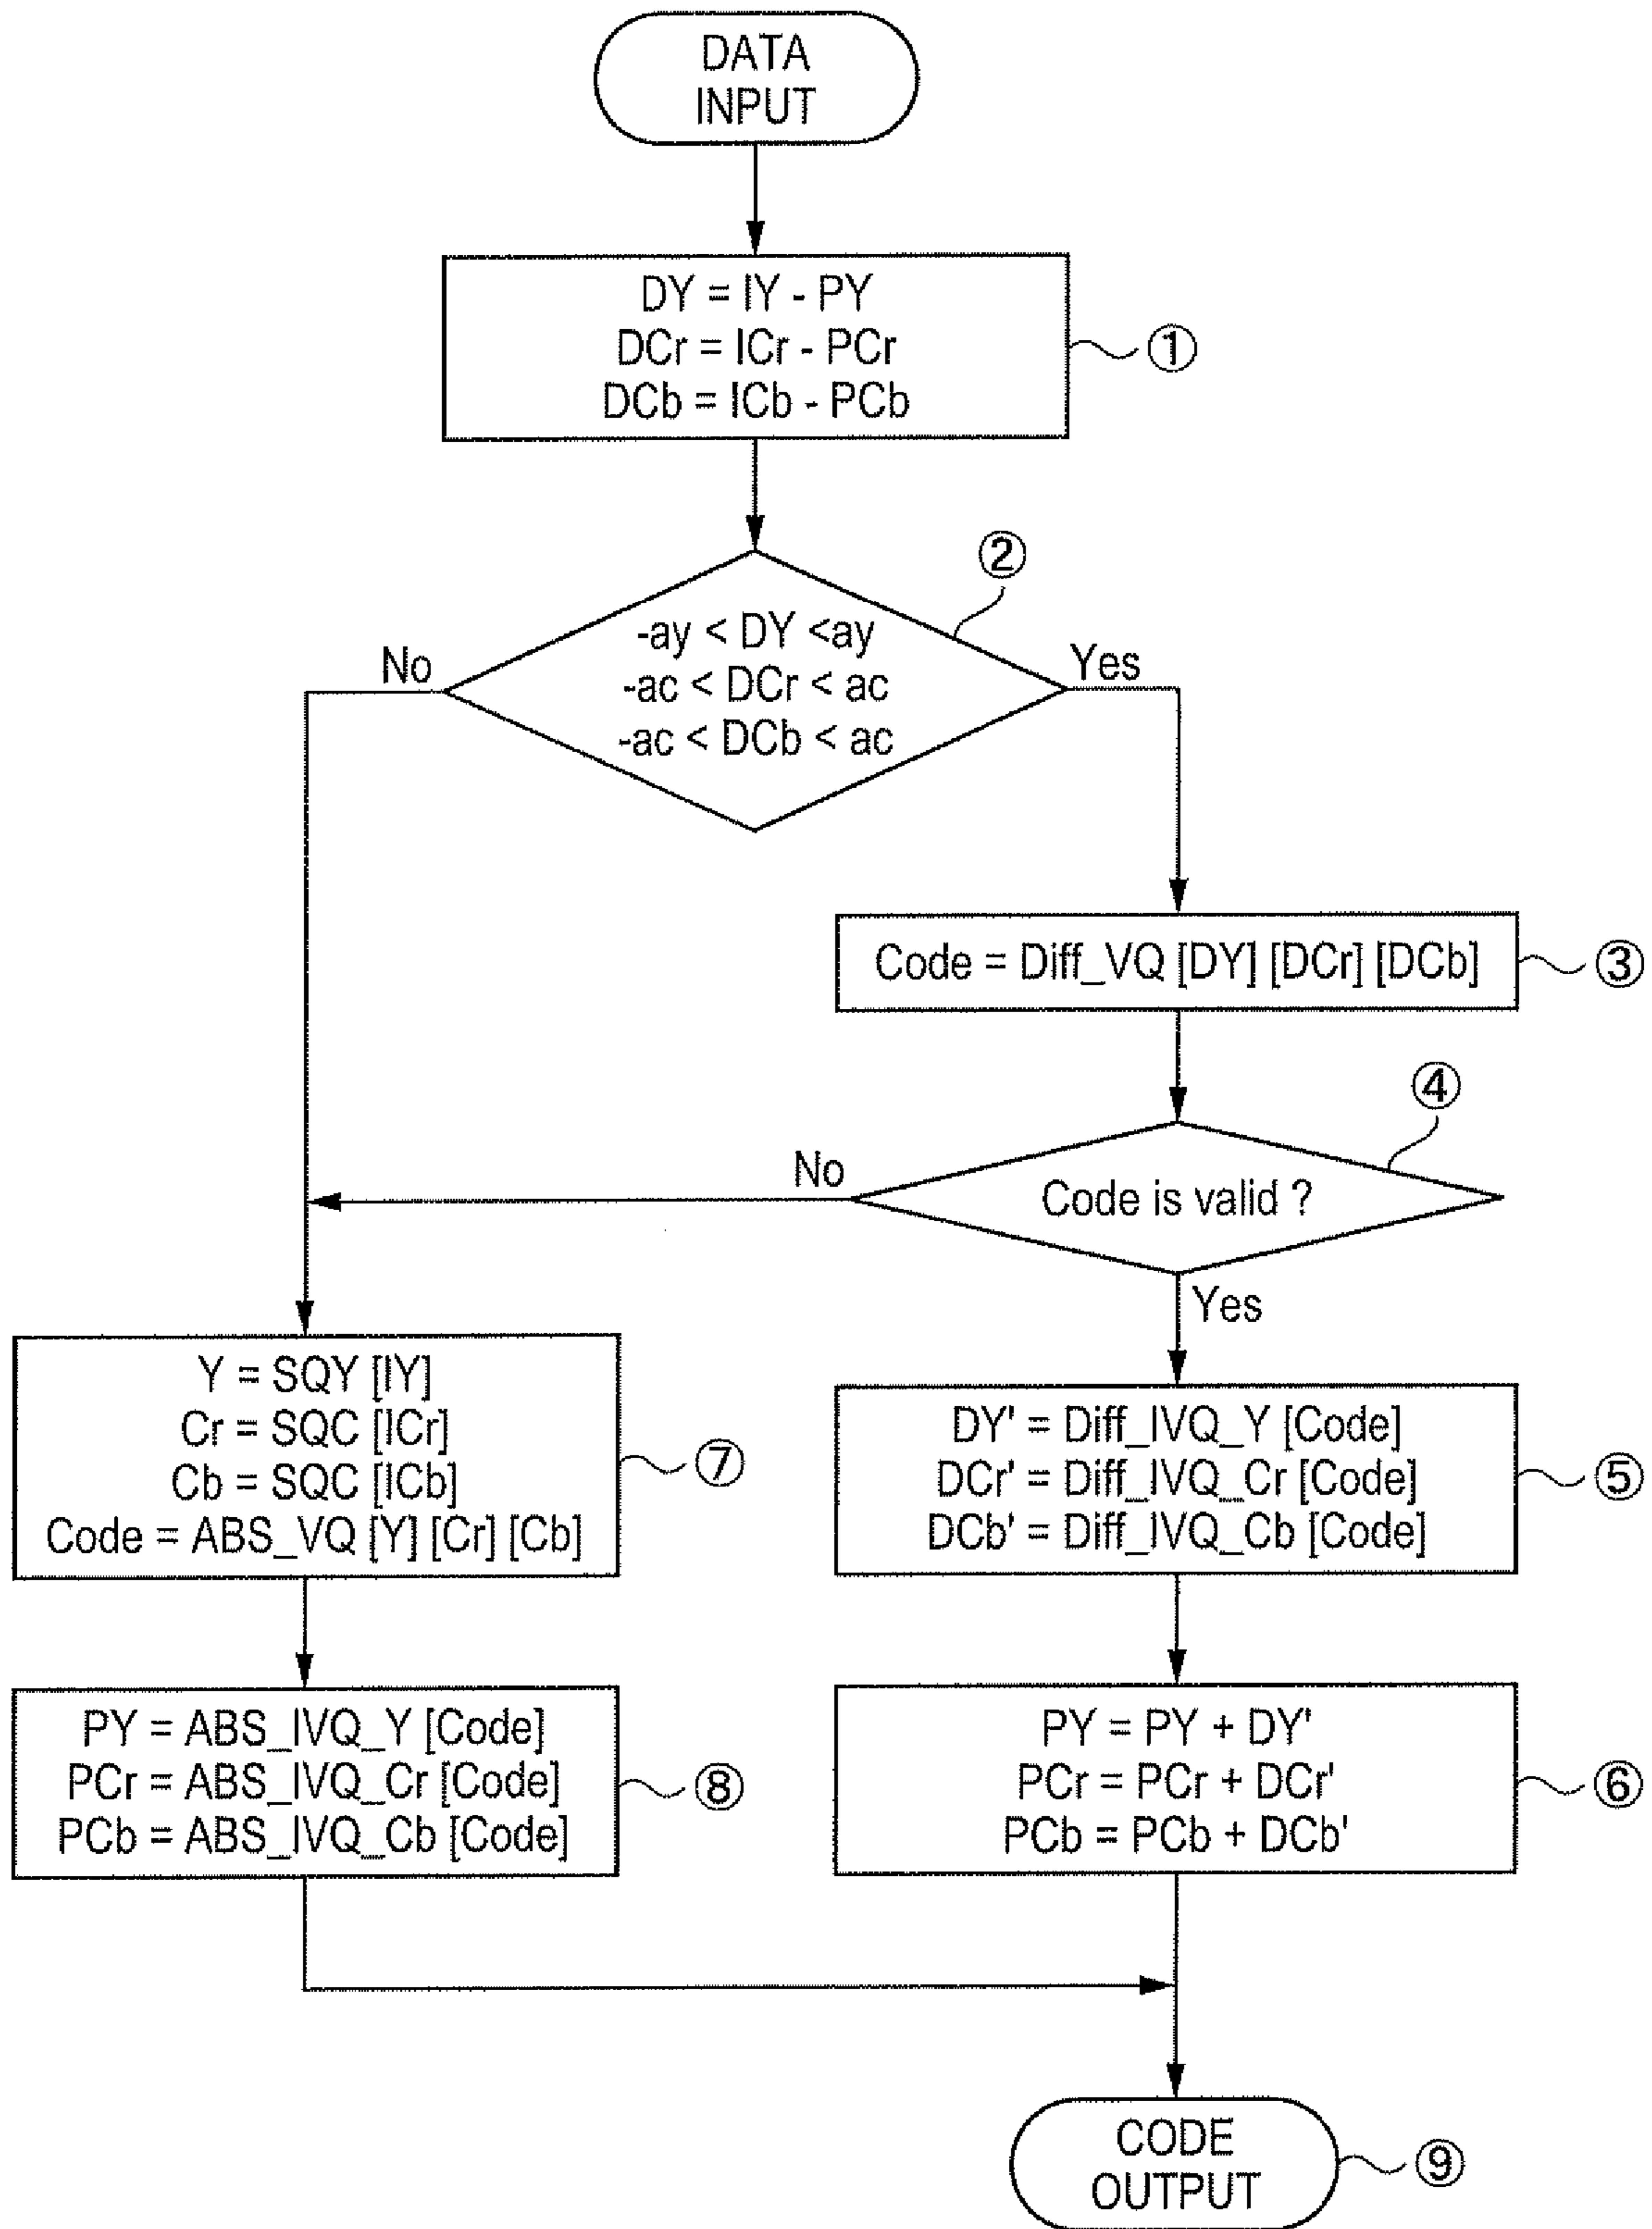 DATA
INPUT
DY = IY - PY
DCr = ICr - PCr
DCb = ICb - PCb
①
②
-ay < DY <ay
-ac < DCr < ac
-ac < DCb < ac
No
Yes
Code = Diff_VQ [DY] [DCr] [DCb]
③
④
Code is valid ?
No
Yes
Y = SQY [IY]
Cr = SQC [ICr]
Cb = SQC [ICb]
Code = ABS_VQ [Y] [Cr] [Cb]
⑦
DY' = Diff_IVQ_Y [Code]
DCr' = Diff_IVQ_Cr [Code]
DCb' = Diff_IVQ_Cb [Code]
⑤
PY = ABS_IVQ_Y [Code]
PCr = ABS_IVQ_Cr [Code]
PCb = ABS_IVQ_Cb [Code]
⑧
PY = PY + DY'
PCr = PCr + DCr'
PCb = PCb + DCb'
⑥
CODE
OUTPUT
⑨